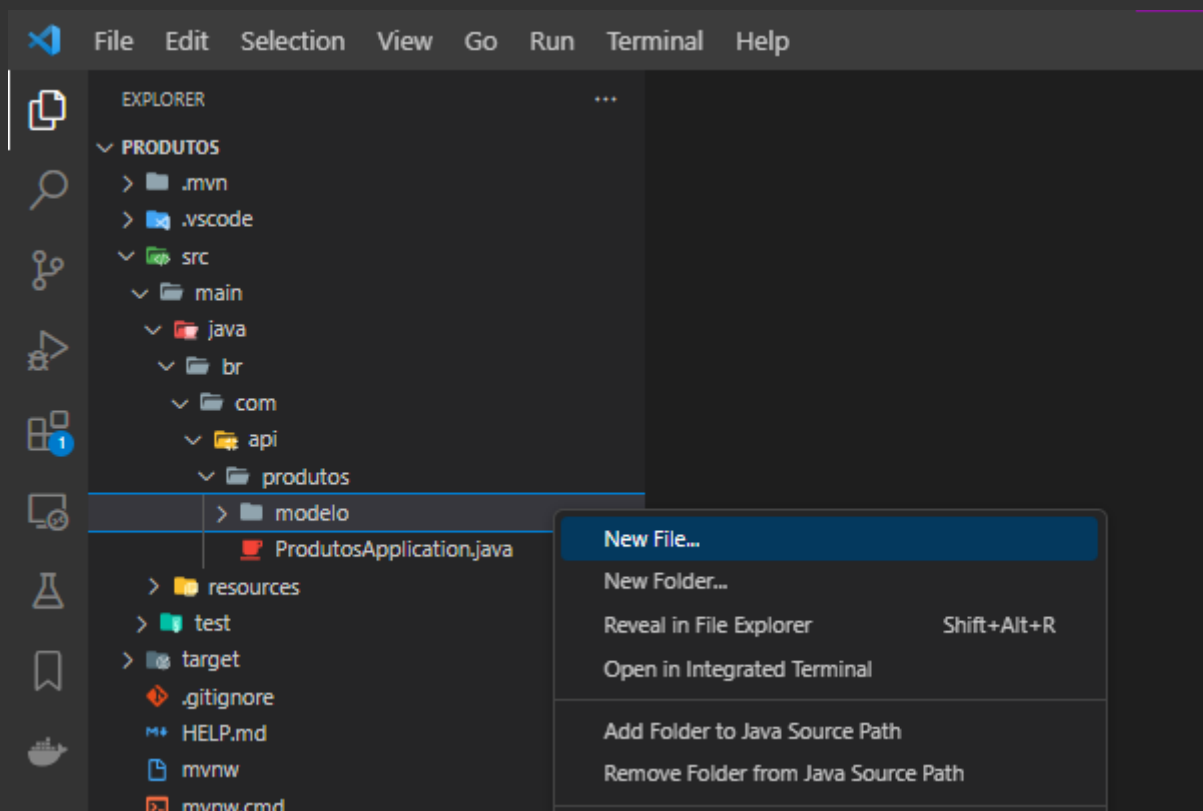 File Edit Selection View Go Run Terminal Help
EXPLORER
PRODUTOS
.mvn
.vscode
src
main
java
br
com
api
produtos
modelo
ProdutosApplication.java
resources
test
target
.gitignore
HELP.md
mvnw
mvnw.cmd
1
New File...
New Folder...
Reveal in File Explorer Shift+Alt+R
Open in Integrated Terminal
Add Folder to Java Source Path
Remove Folder from Java Source Path